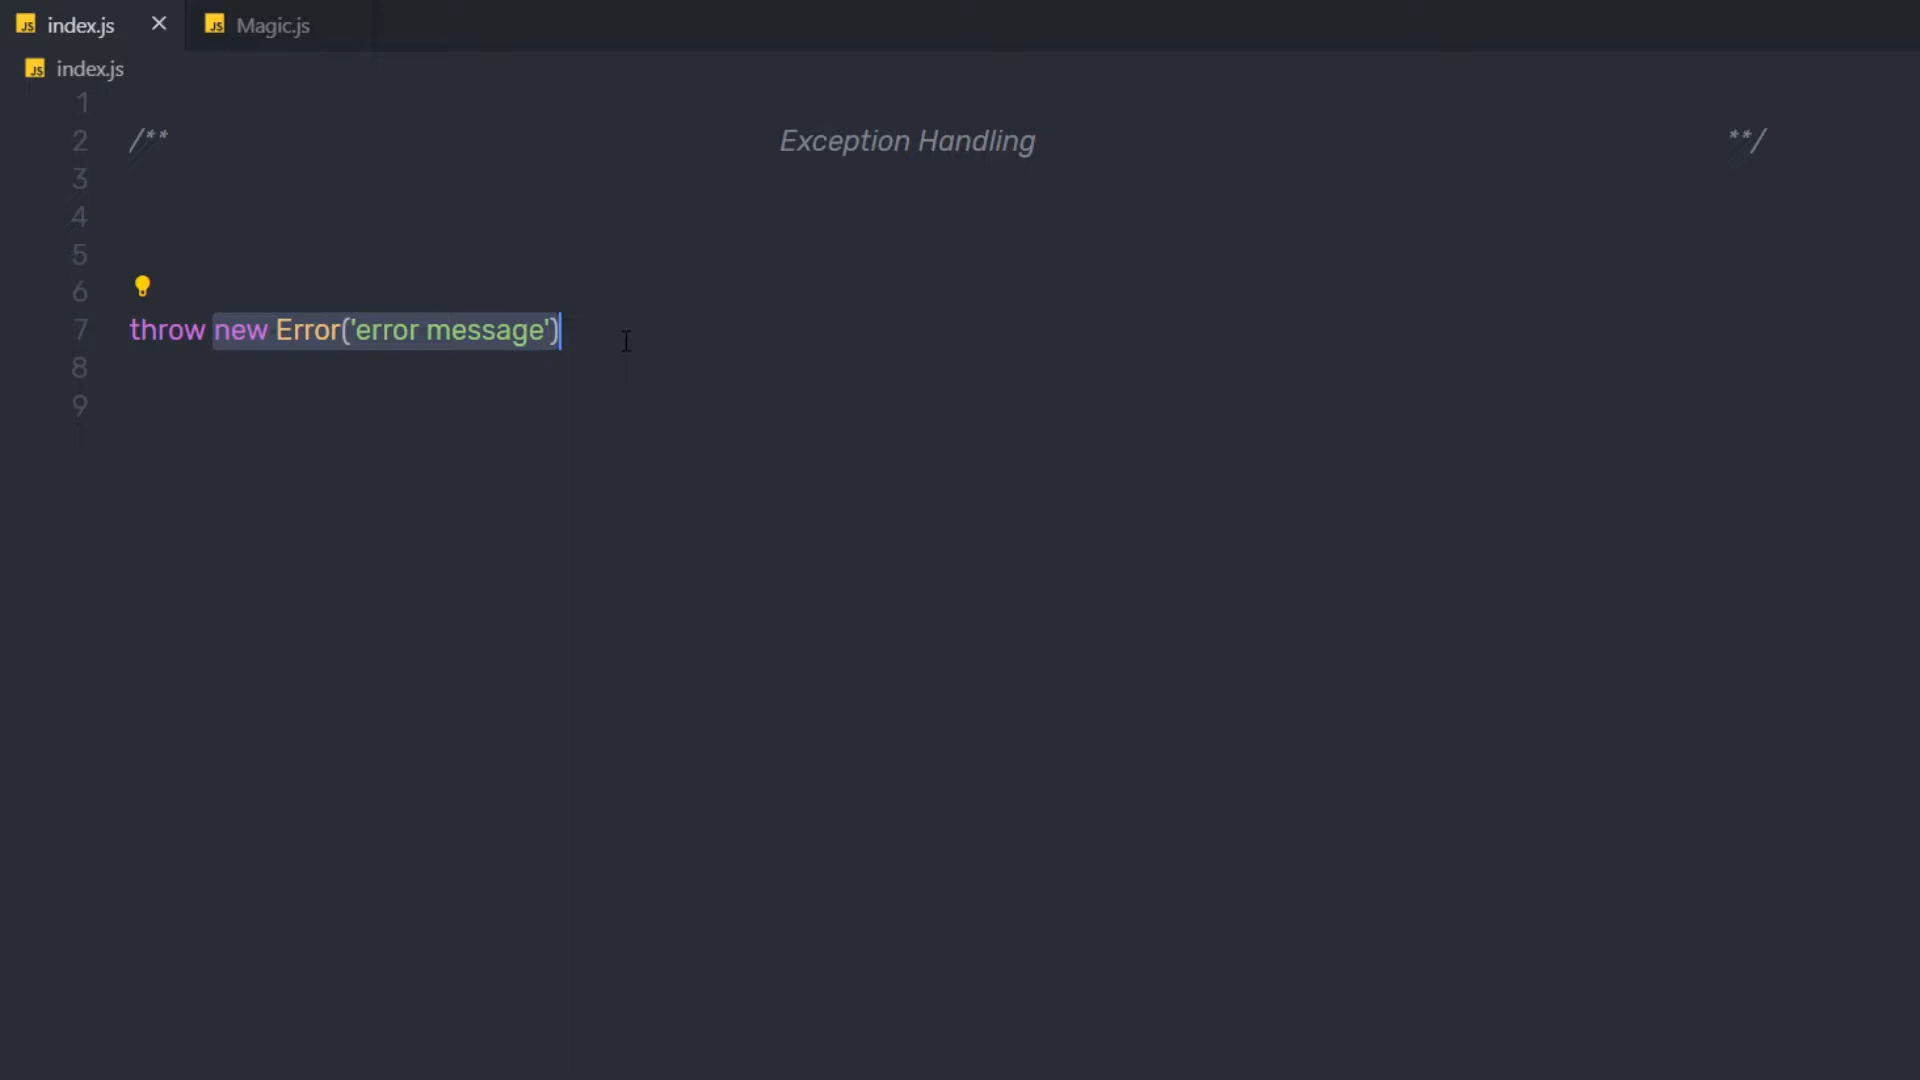 index.js Magic.js
index.js
1
2 /** Exception Handling **/
3
4
5
6
7 throw new Error('error message')
8
9